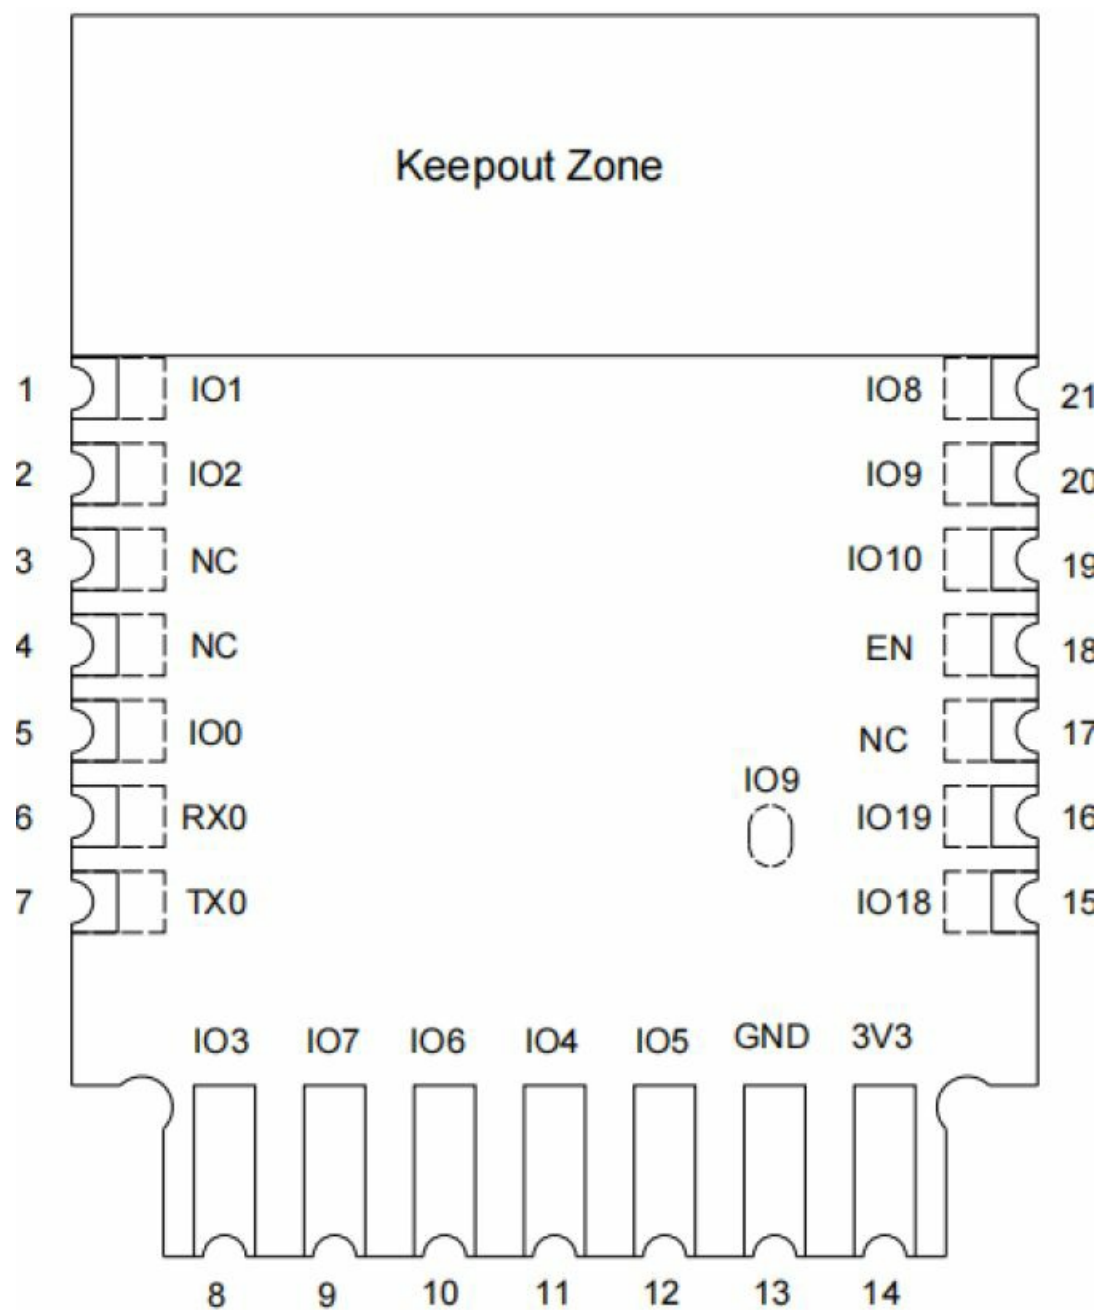 Keepout Zone
1 IO1 IO8 21
2 IO2 IO9 20
3 NC IO10 19
4 NC EN 18
5 IO0 NC 17
IO9
6 RX0 IO19 16
7 TX0 IO18 15
IO3 IO7 IO6 IO4 IO5 GND 3V3
8 9 10 11 12 13 14